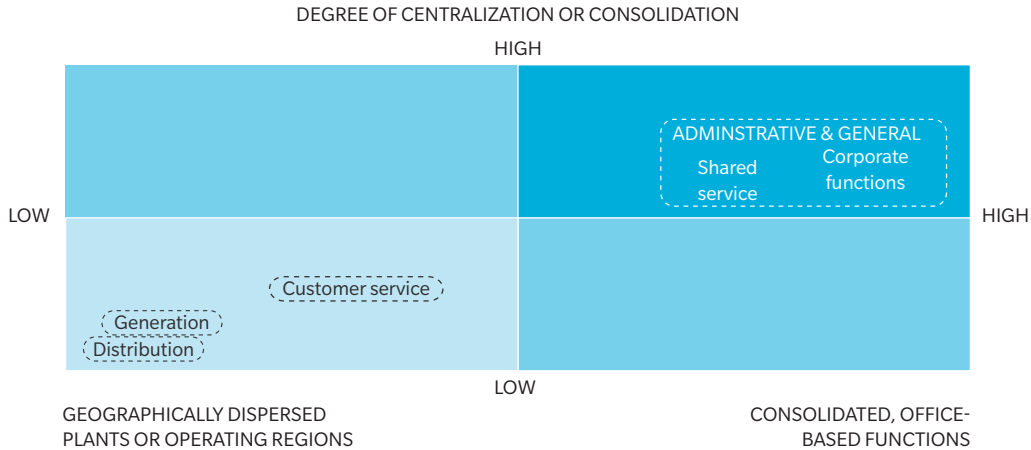 DEGREE OF CENTRALIZATION OR CONSOLIDATION
HIGH
ADMINSTRATIVE & GENERAL
Shared
service
Corporate
functions
LOW
HIGH
Customer service
Generation
Distribution
LOW
GEOGRAPHICALLY DISPERSED
PLANTS OR OPERATING REGIONS
CONSOLIDATED, OFFICE-
BASED FUNCTIONS